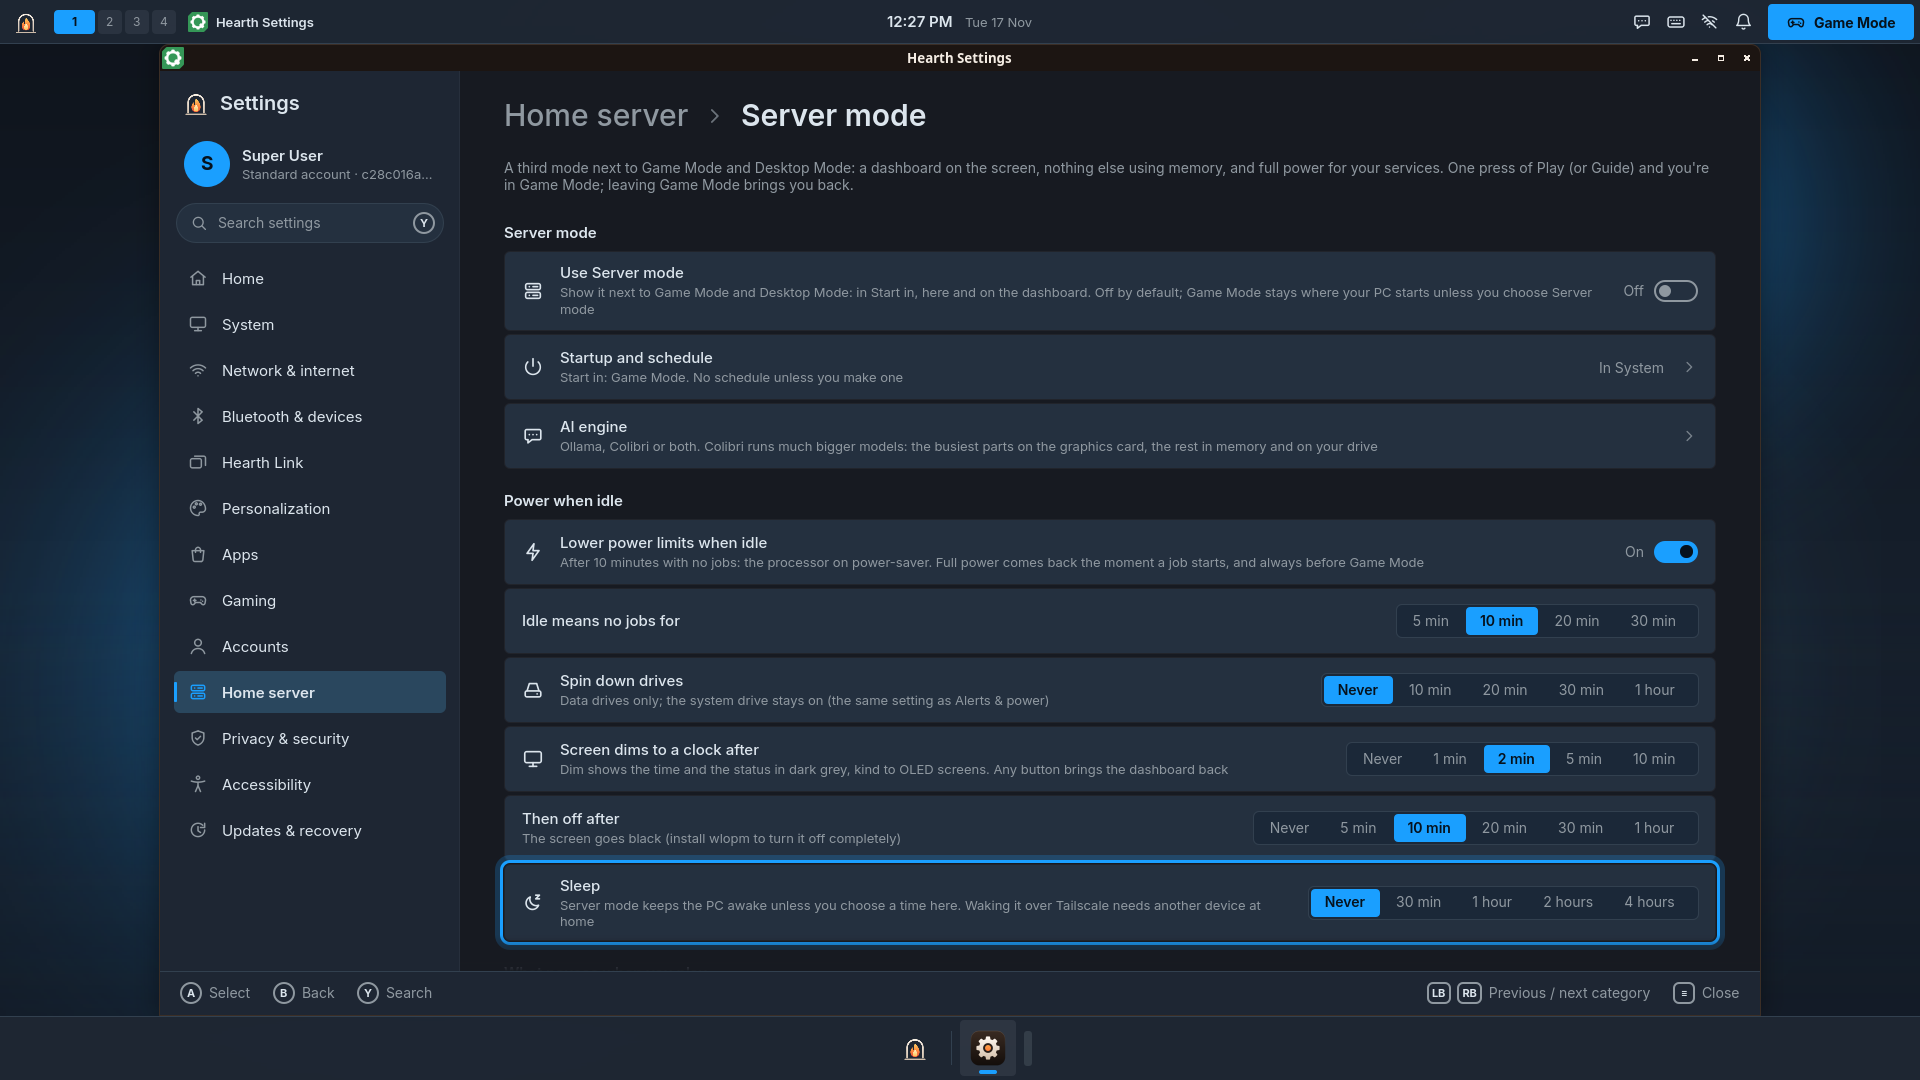 1 2 3 4 Hearth Settings 12:27 PM Tue 17 Nov Game Mode
Hearth Settings
Settings
S Super User
Standard account · c28c016a...
Search settings Y
Home
System
Network & internet
Bluetooth & devices
Hearth Link
Personalization
Apps
Gaming
Accounts
Home server
Privacy & security
Accessibility
Updates & recovery
Home server > Server mode
A third mode next to Game Mode and Desktop Mode: a dashboard on the screen, nothing else using memory, and full power for your services. One press of Play (or Guide) and you're
in Game Mode; leaving Game Mode brings you back.
Server mode
Use Server mode
Show it next to Game Mode and Desktop Mode: in Start in, here and on the dashboard. Off by default; Game Mode stays where your PC starts unless you choose Server
mode
Off
Startup and schedule
Start in: Game Mode. No schedule unless you make one
In System
AI engine
Ollama, Colibri or both. Colibri runs much bigger models: the busiest parts on the graphics card, the rest in memory and on your drive
Power when idle
Lower power limits when idle
After 10 minutes with no jobs: the processor on power-saver. Full power comes back the moment a job starts, and always before Game Mode
On
Idle means no jobs for
5 min 10 min 20 min 30 min
Spin down drives
Data drives only; the system drive stays on (the same setting as Alerts & power)
Never 10 min 20 min 30 min 1 hour
Screen dims to a clock after
Dim shows the time and the status in dark grey, kind to OLED screens. Any button brings the dashboard back
Never 1 min 2 min 5 min 10 min
Then off after
The screen goes black (install wlopm to turn it off completely)
Never 5 min 10 min 20 min 30 min 1 hour
Sleep
Server mode keeps the PC awake unless you choose a time here. Waking it over Tailscale needs another device at
home
Never 30 min 1 hour 2 hours 4 hours
A Select B Back Y Search
LB RB Previous / next category Close